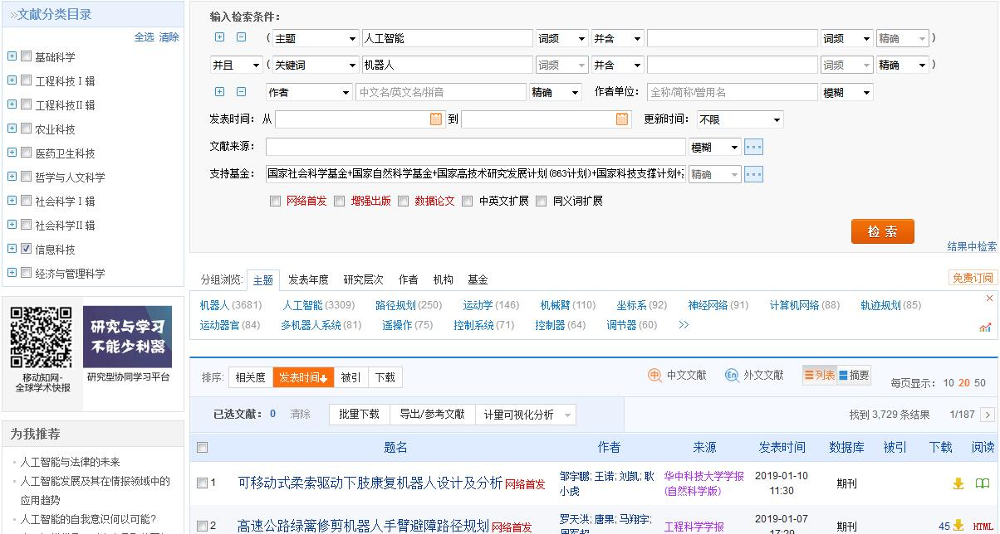 »文献分类目录
全选 清除
基础科学
工程科技Ⅰ辑
工程科技Ⅱ辑
农业科技
医药卫生科技
哲学与人文科学
社会科学Ⅰ辑
社会科学Ⅱ辑
信息科技
经济与管理科学
研究与学习
不能少利器
移动知网-
全球学术快报
研究型协同学习平台
为我推荐
人工智能与法律的未来
人工智能发展及其在情报领域中的
应用趋势
人工智能的自我意识何以可能?
输入检索条件:
( 主题 人工智能 词频 并含 词频 精确 )
并且 ( 关键词 机器人 词频 并含 词频 精确 )
作者 中文名/英文名/拼音 精确 作者单位: 全称/简称/曾用名 模糊
发表时间: 从 到 更新时间: 不限
文献来源: 模糊 ...
支持基金: 国家社会科学基金+国家自然科学基金+国家高技术研究发展计划(863计划)+国家科技支撑计划+ 精确 ...
网络首发 增强出版 数据论文 中英文扩展 同义词扩展
检索
结果中检索
分组浏览: 主题 发表年度 研究层次 作者 机构 基金 免费订阅
机器人(3681) 人工智能(3309) 路径规划(250) 运动学(146) 机械臂(110) 坐标系(92) 神经网络(91) 计算机网络(88) 轨迹规划(85)
运动器官(84) 多机器人系统(81) 遥操作(75) 控制系统(71) 控制器(64) 调节器(60) >>
排序: 相关度 发表时间↓ 被引 下载 中 中文文献 En 外文文献 列表 摘要 每页显示: 10 20 50
已选文献: 0 清除 批量下载 导出/参考文献 计量可视化分析 找到 3,729 条结果 1/187 >
题名 作者 来源 发表时间 数据库 被引 下载 阅读
1 可移动式柔索驱动下肢康复机器人设计及分析 网络首发 邹宇鹏; 王诺; 刘凯; 耿小虎 华中科技大学学报(自然科学版) 2019-01-10 11:30 期刊
2 高速公路绿篱修剪机器人手臂避障路径规划 网络首发 罗天洪; 唐果; 马翔宇; 工程科学学报 2019-01-07 17:29 期刊 45 HTML